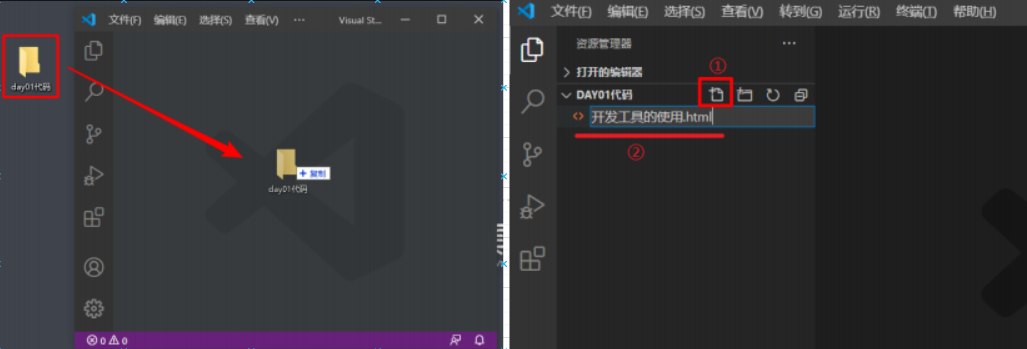 文件(F) 编辑(E) 选择(S) 查看(V) ··· Visual St...
day01代码
复制
day01代码
0 0
文件(F) 编辑(E) 选择(S) 查看(V) 转到(G) 运行(R) 终端(T) 帮助(H)
资源管理器 ···
①
打开的编辑器
DAY01代码
<> 开发工具的使用.html
②